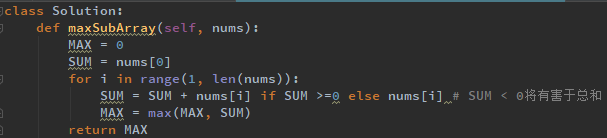 class Solution:
    def maxSubArray(self, nums):
        MAX = 0
        SUM = nums[0]
        for i in range(1, len(nums)):
            SUM = SUM + nums[i] if SUM >=0 else nums[i] # SUM < 0将有害于总和
            MAX = max(MAX, SUM)
        return MAX